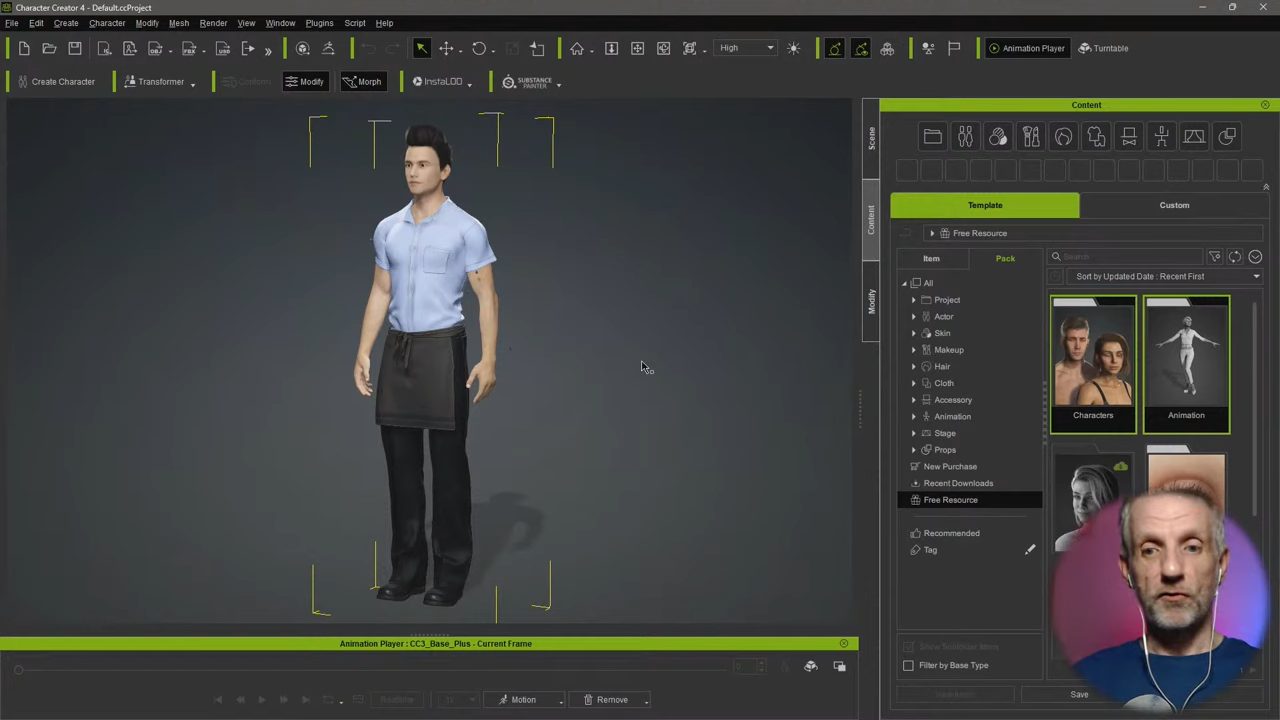 Character Creator 4 - Default.ccProject
File Edit Create Character Modify Mesh Render View Window Plugins Script Help
High Animation Player Turntable
Create Character Transformer Conform Modify Morph InstaLOD SUBSTANCE PAINTER
Content
Scene
Content
Modify
Template Custom
Free Resource
Item Pack Search
Sort by Updated Date : Recent First
All
Project
Actor
Skin
Makeup
Hair
Cloth
Accessory
Animation
Stage
Props
New Purchase
Recent Downloads
Free Resource
Recommended
Tag
Characters Animation
Filter by Base Type
Save
Animation Player : CC3_Base_Plus - Current Frame
Motion Remove